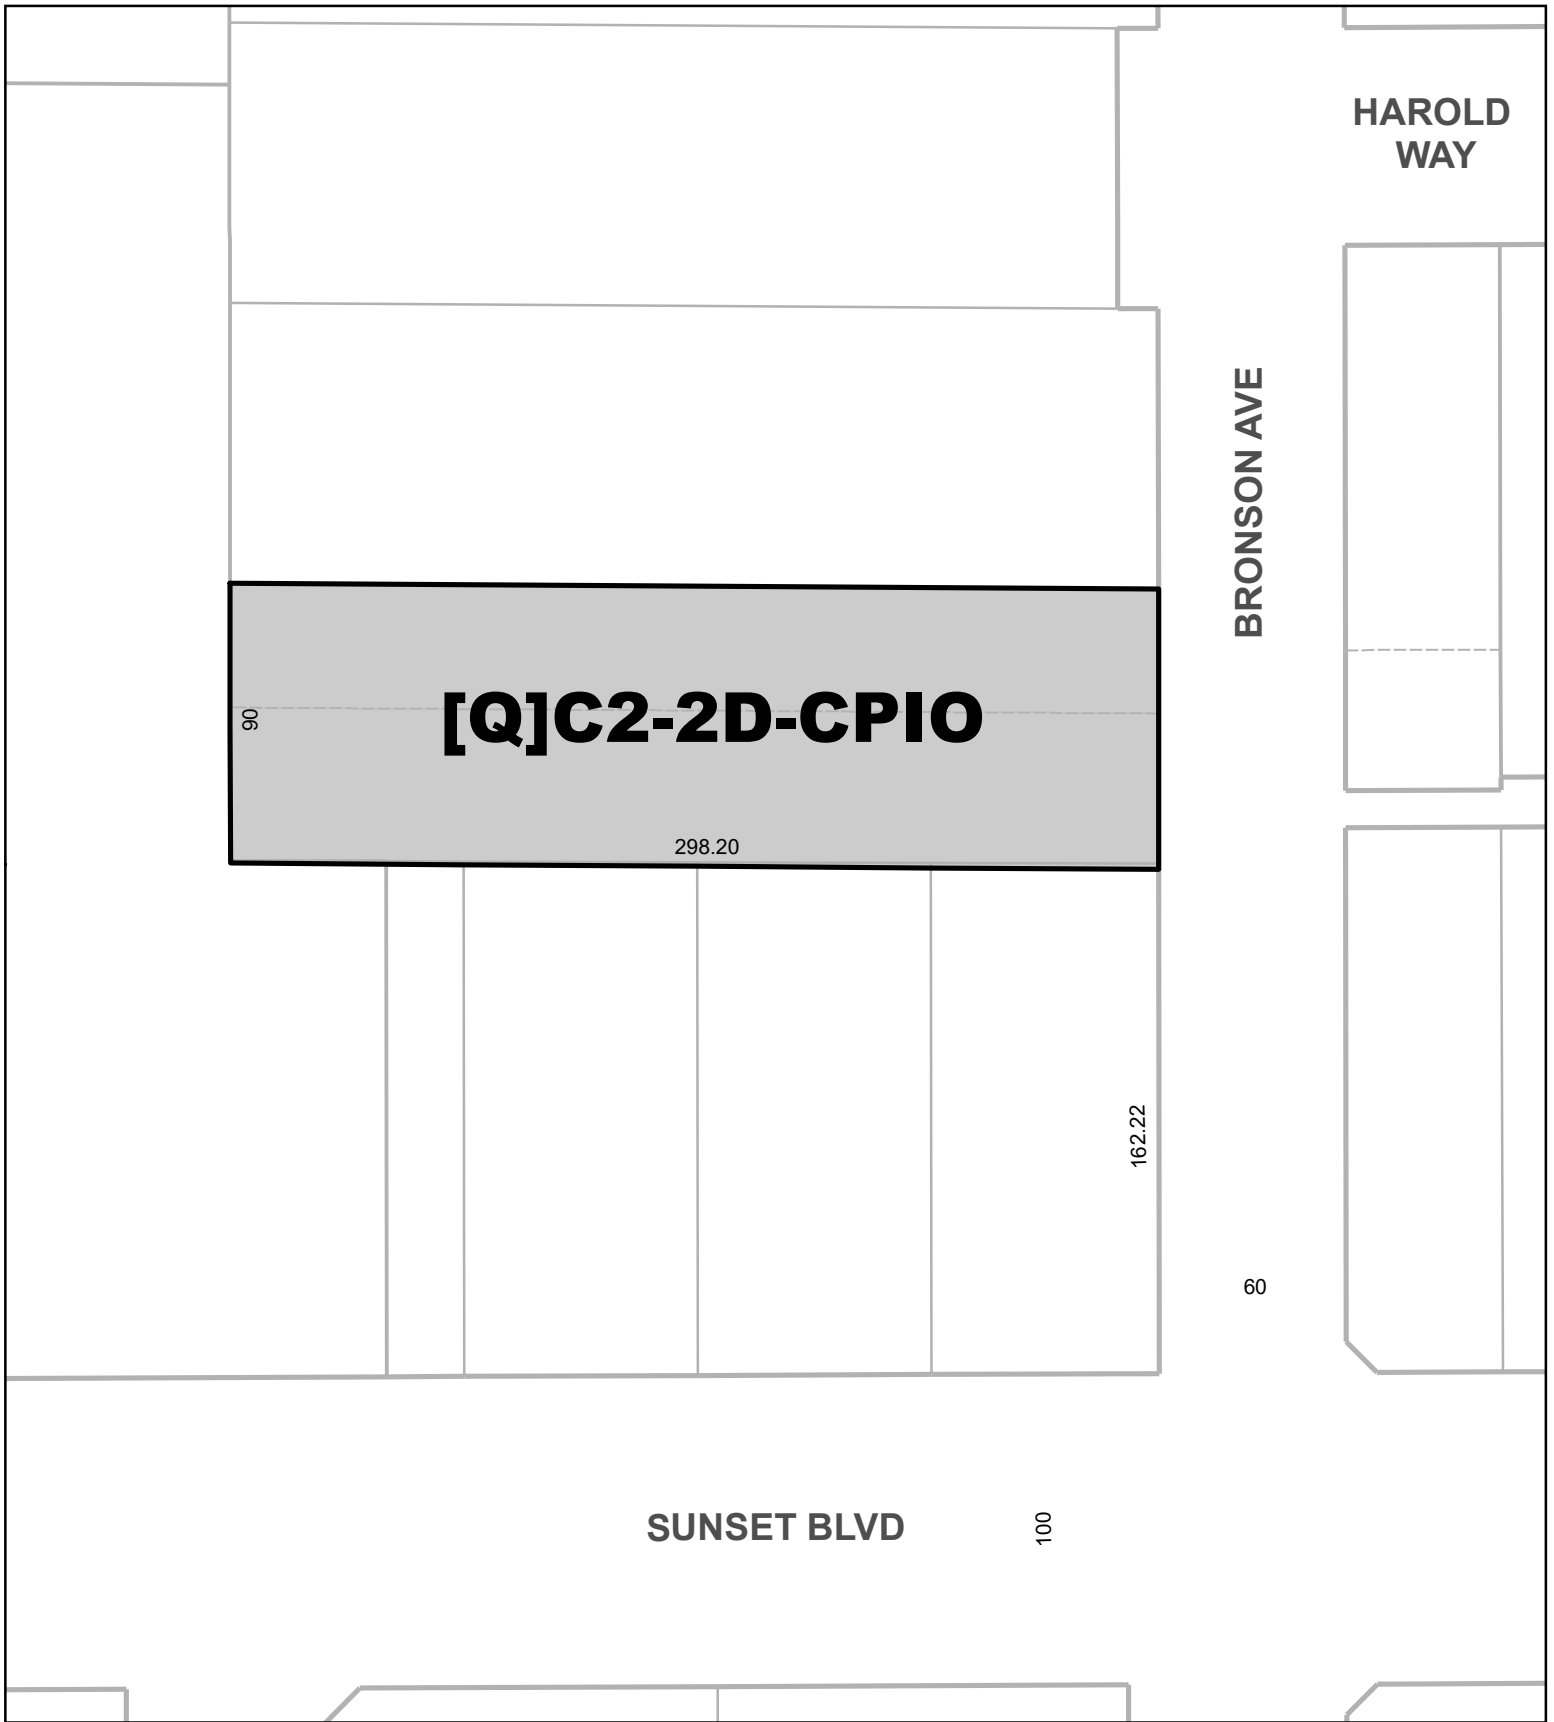 HAROLD
WAY
BRONSON AVE
90
[Q]C2-2D-CPIO
298.20
162.22
60
SUNSET BLVD
100